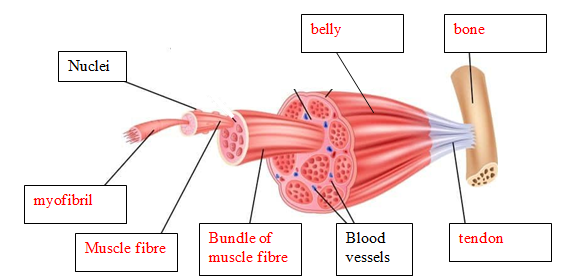 belly
bone
Nuclei
myofibril
Muscle fibre
Bundle of
muscle fibre
Blood
vessels
tendon